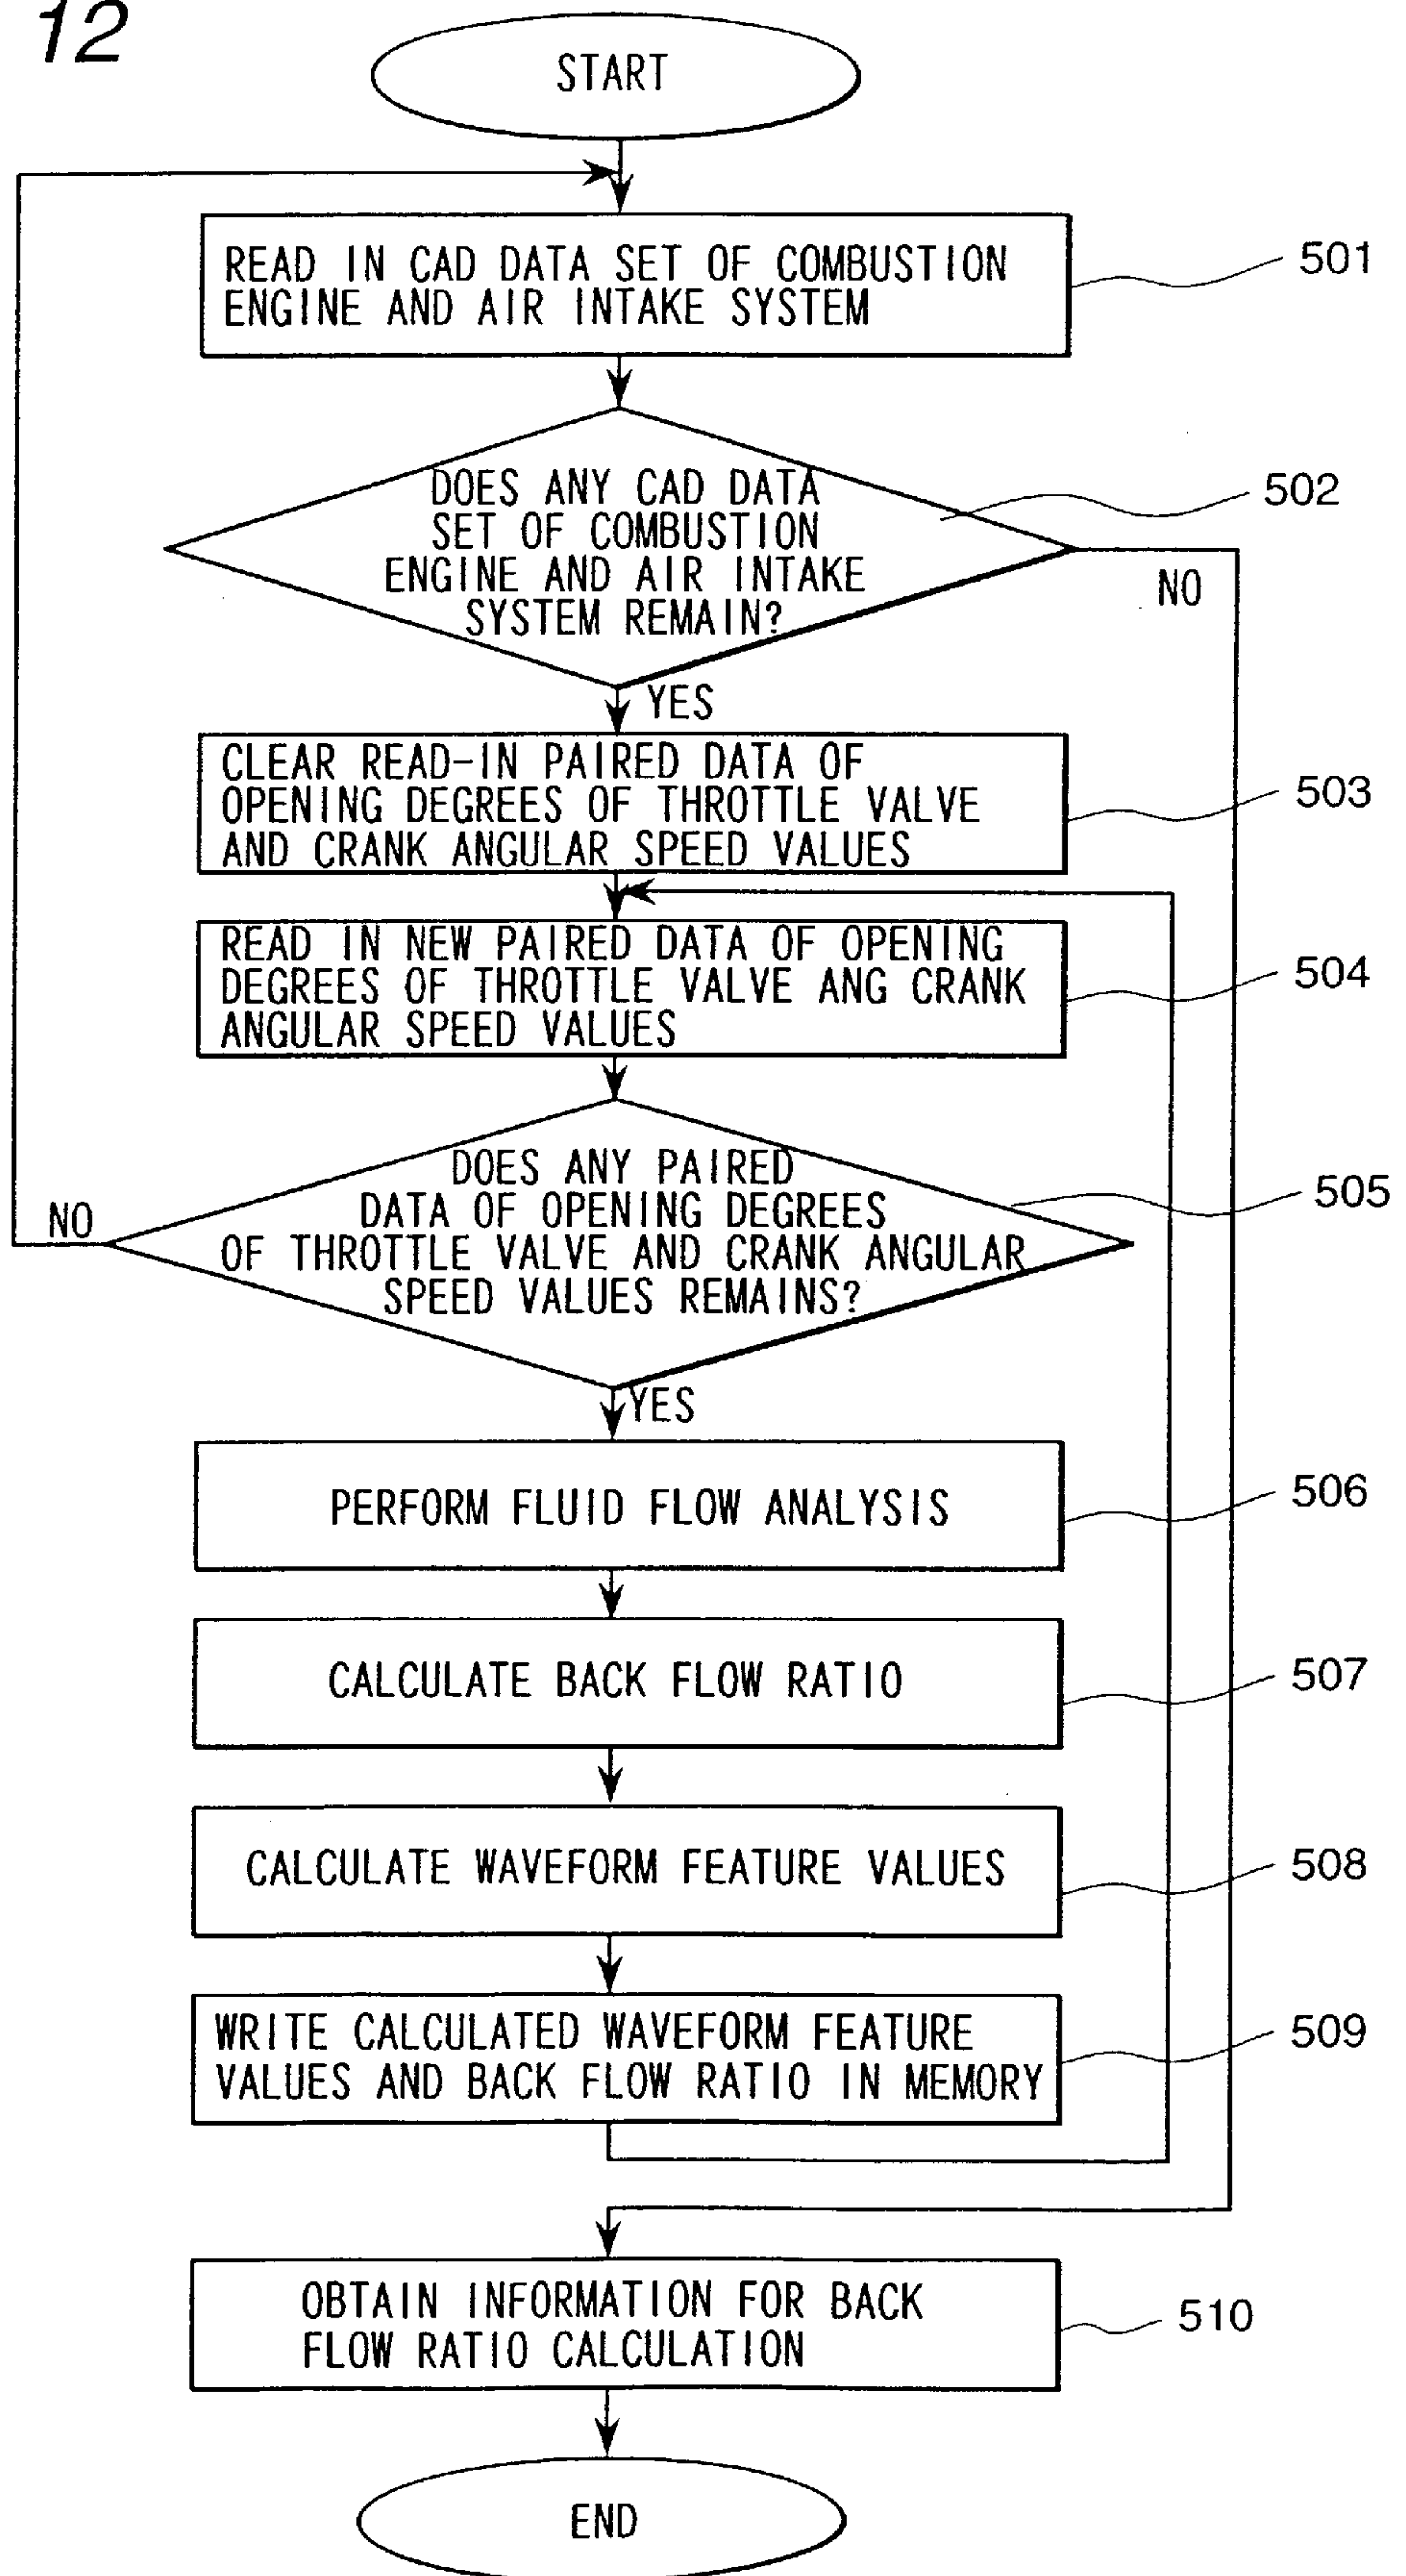 12
START
READ IN CAD DATA SET OF COMBUSTION
ENGINE AND AIR INTAKE SYSTEM
501
DOES ANY CAD DATA
SET OF COMBUSTION
ENGINE AND AIR INTAKE
SYSTEM REMAIN?
502
NO
YES
CLEAR READ-IN PAIRED DATA OF
OPENING DEGREES OF THROTTLE VALVE
AND CRANK ANGULAR SPEED VALUES
503
READ IN NEW PAIRED DATA OF OPENING
DEGREES OF THROTTLE VALVE ANG CRANK
ANGULAR SPEED VALUES
504
DOES ANY PAIRED
DATA OF OPENING DEGREES
OF THROTTLE VALVE AND CRANK ANGULAR
SPEED VALUES REMAINS?
505
NO
YES
PERFORM FLUID FLOW ANALYSIS
506
CALCULATE BACK FLOW RATIO
507
CALCULATE WAVEFORM FEATURE VALUES
508
WRITE CALCULATED WAVEFORM FEATURE
VALUES AND BACK FLOW RATIO IN MEMORY
509
OBTAIN INFORMATION FOR BACK
FLOW RATIO CALCULATION
510
END